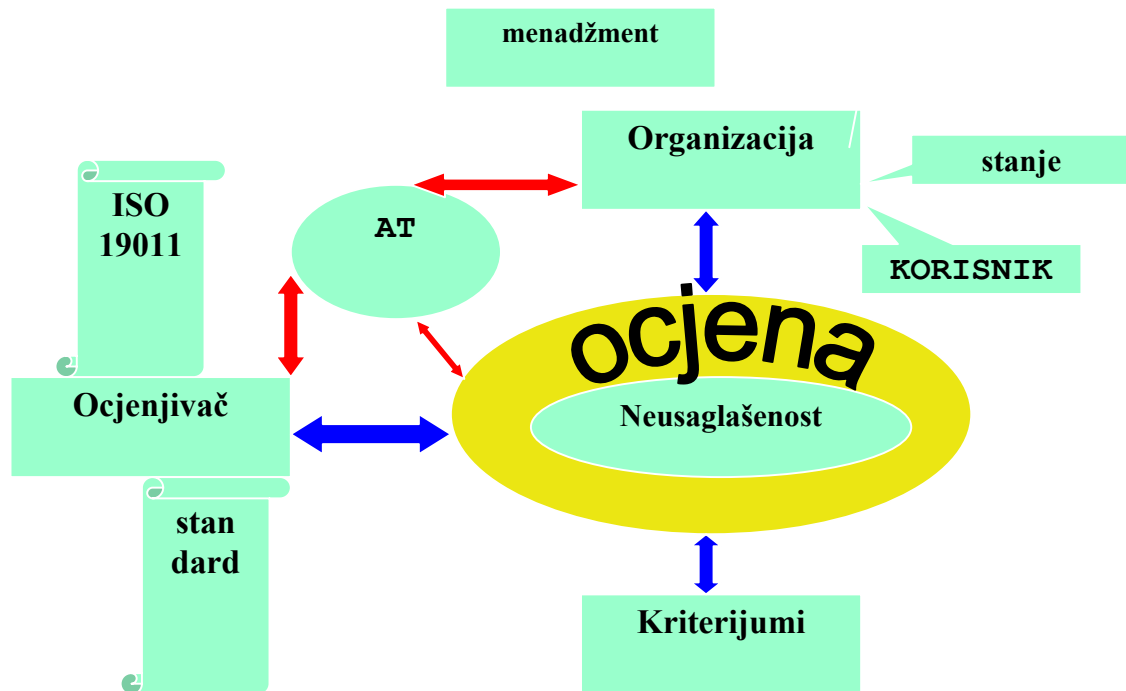 menadžment
Organizacija
stanje
ISO
19011
AT
KORISNIK
ocjena
Ocjenjivač
Neusaglašenost
stan
dard
Kriterijumi